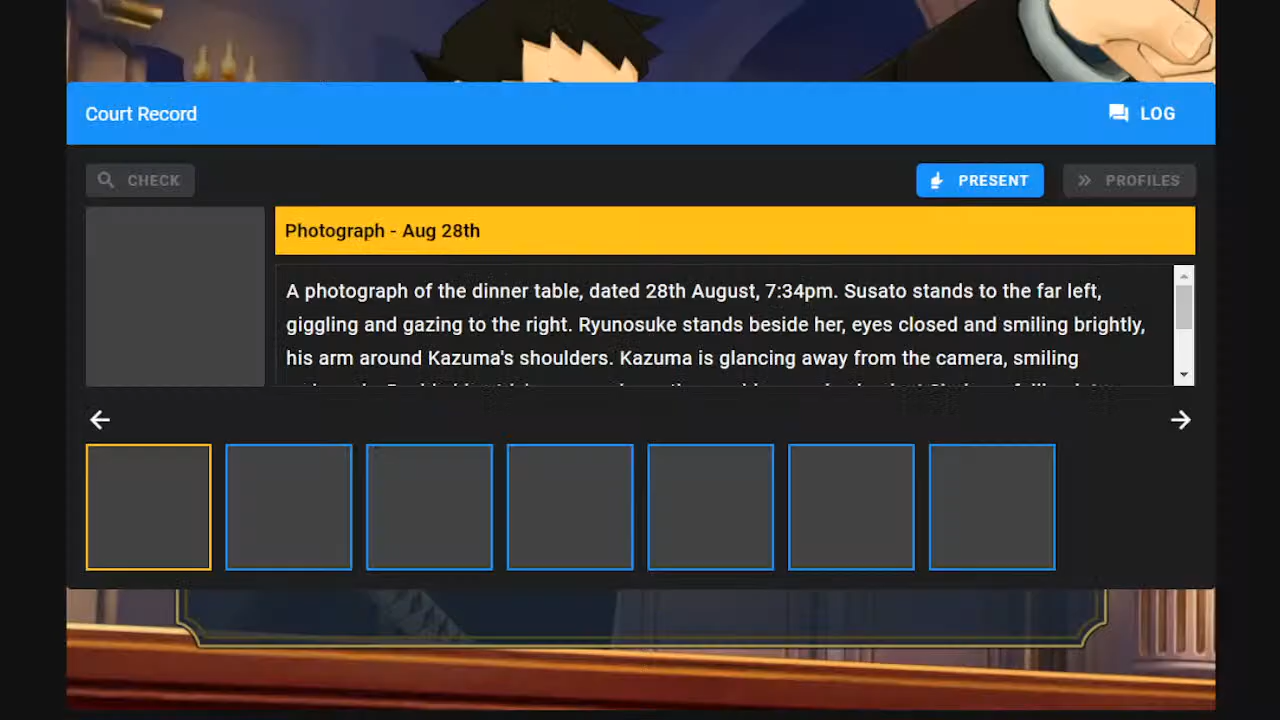 Court Record
LOG
CHECK
PRESENT
PROFILES
Photograph - Aug 28th
A photograph of the dinner table, dated 28th August, 7:34pm. Susato stands to the far left,
giggling and gazing to the right. Ryunosuke stands beside her, eyes closed and smiling brightly,
his arm around Kazuma's shoulders. Kazuma is glancing away from the camera, smiling